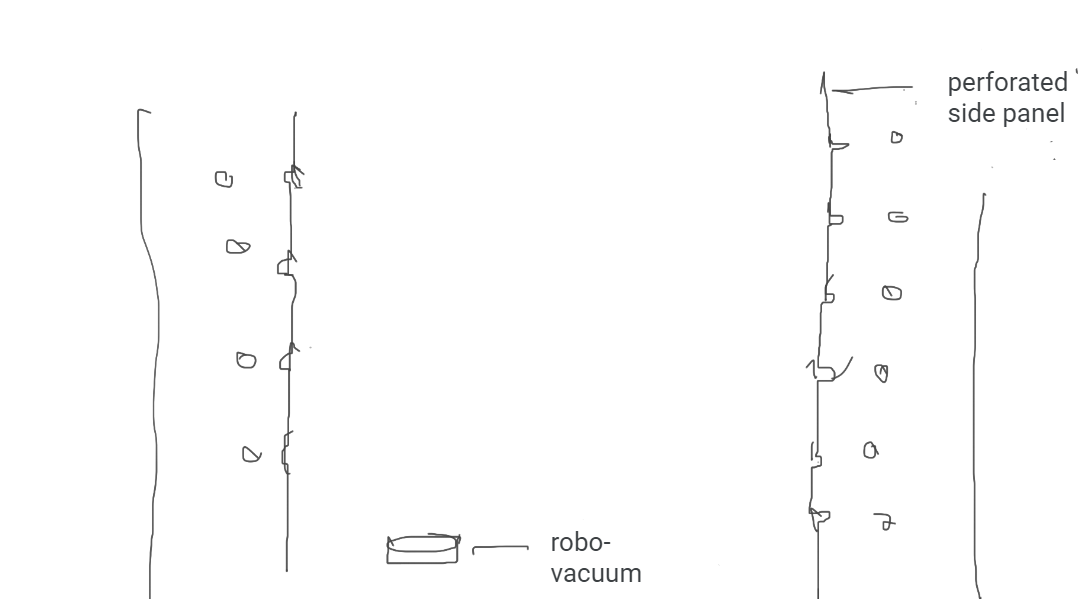 perforated
side panel
robo-
vacuum